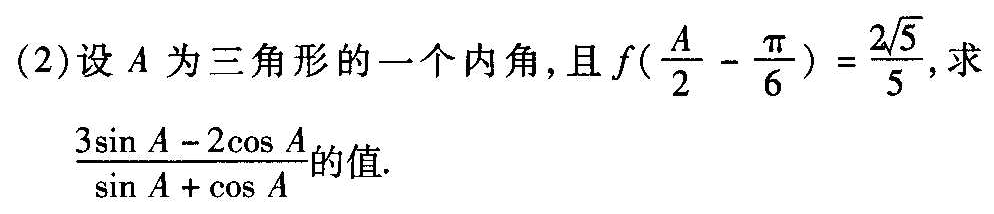 (2)设 A 为三角形的一个内角,且 f(A/2 - π/6) = 2√5/5,求
(3sin A - 2cos A)/(sin A + cos A)的值.